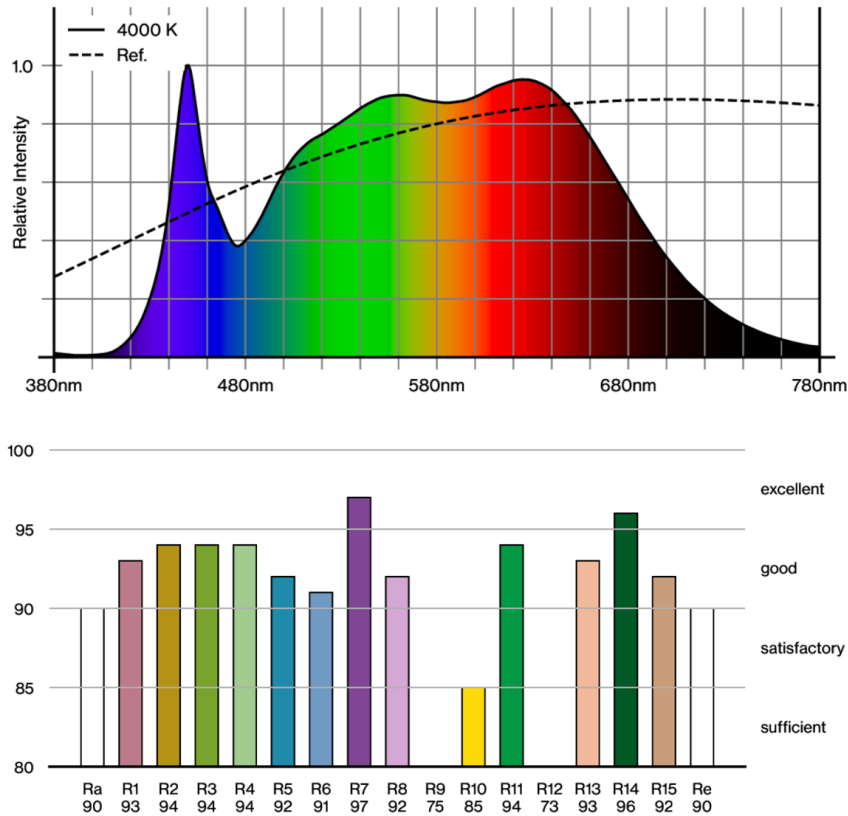 4000 K
Ref.
1.0
Relative Intensity
380nm 480nm 580nm 680nm 780nm
100
excellent
95
good
90
satisfactory
85
sufficient
80
Ra R1 R2 R3 R4 R5 R6 R7 R8 R9 R10 R11 R12 R13 R14 R15 Re
90 93 94 94 94 92 91 97 92 75 85 94 73 93 96 92 90